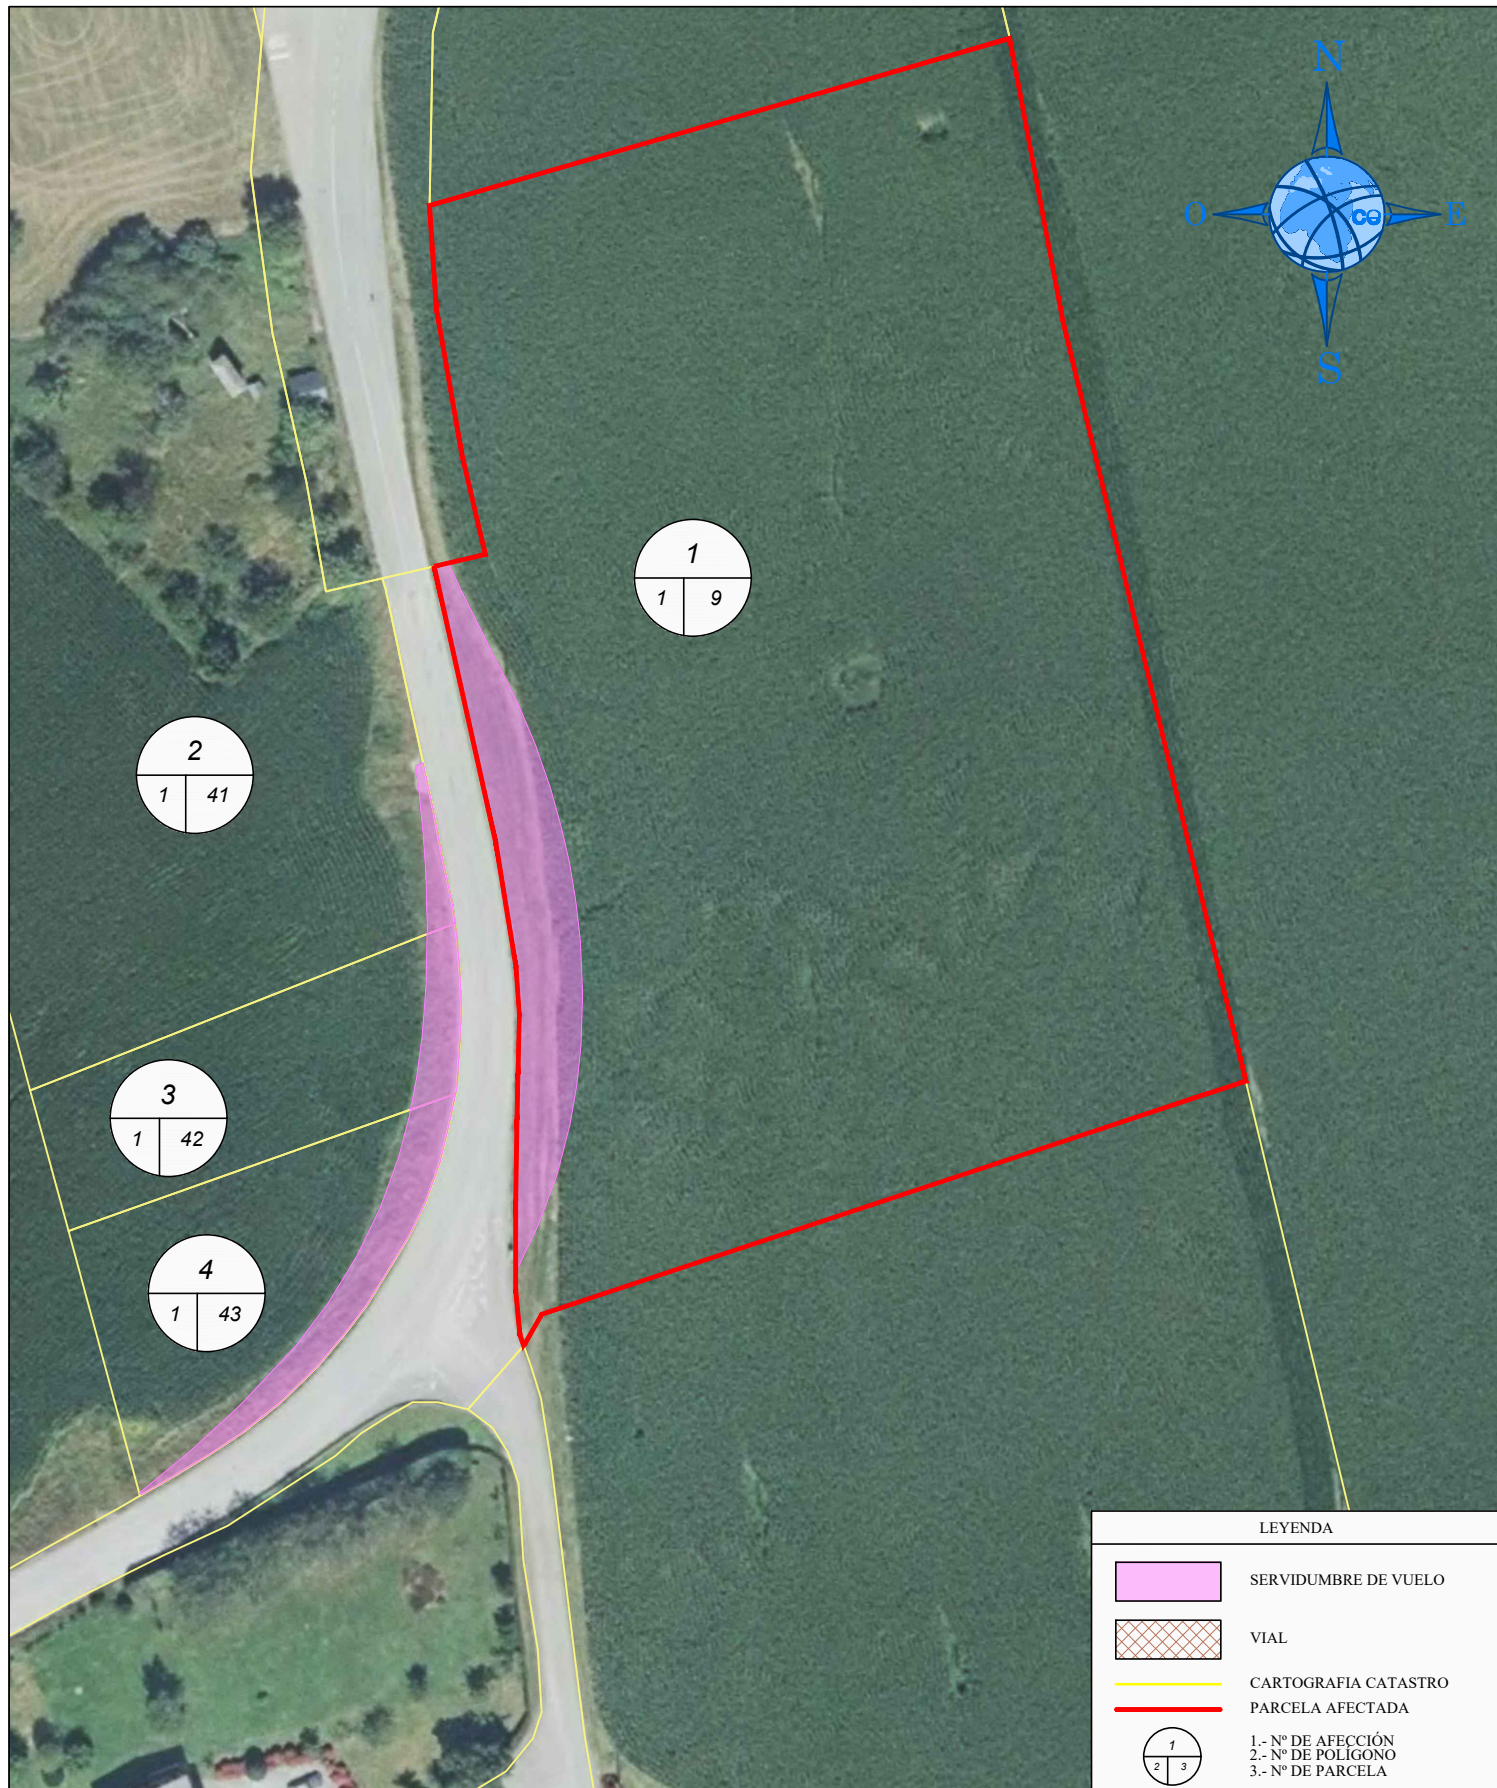 N
O
E
S
1
1 9
2
1 41
3
1 42
4
1 43
LEYENDA
SERVIDUMBRE DE VUELO
VIAL
CARTOGRAFIA CATASTRO
PARCELA AFECTADA
1
2 3
1.- Nº DE AFECCIÓN
2.- Nº DE POLÍGONO
3.- Nº DE PARCELA